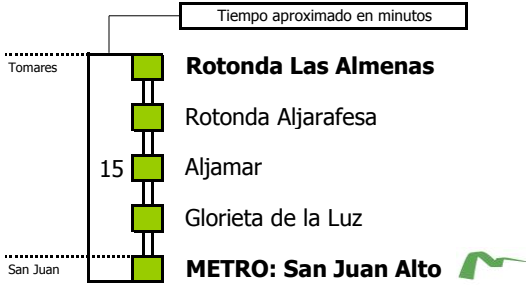 Tiempo aproximado en minutos
Tomares
Rotonda Las Almenas
Rotonda Aljarafesa
15
Aljamar
Glorieta de la Luz
San Juan
METRO: San Juan Alto